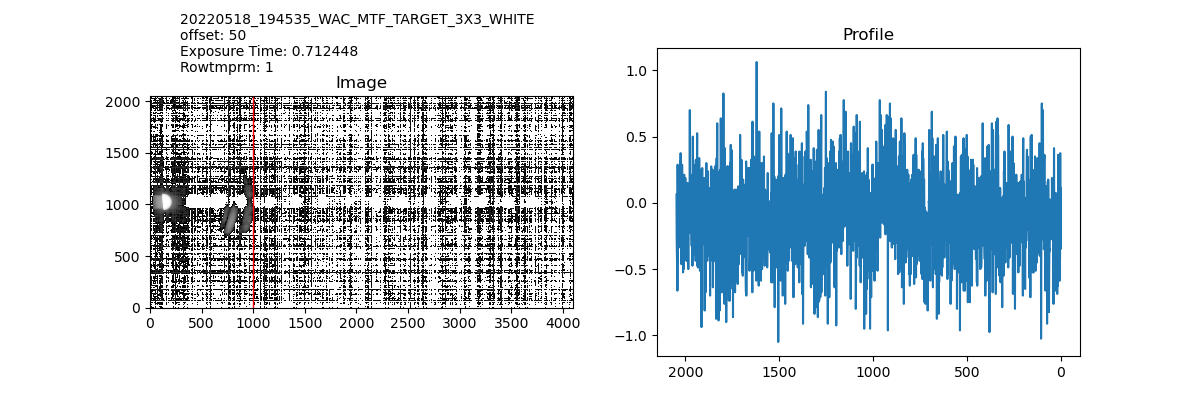 20220518_194535_WAC_MTF_TARGET_3X3_WHITE
offset: 50
Exposure Time: 0.712448
Rowtmprm: 1
Image
2000
1500
1000
500
0
0 500 1000 1500 2000 2500 3000 3500 4000
Profile
1.0
0.5
0.0
−0.5
−1.0
2000 1500 1000 500 0